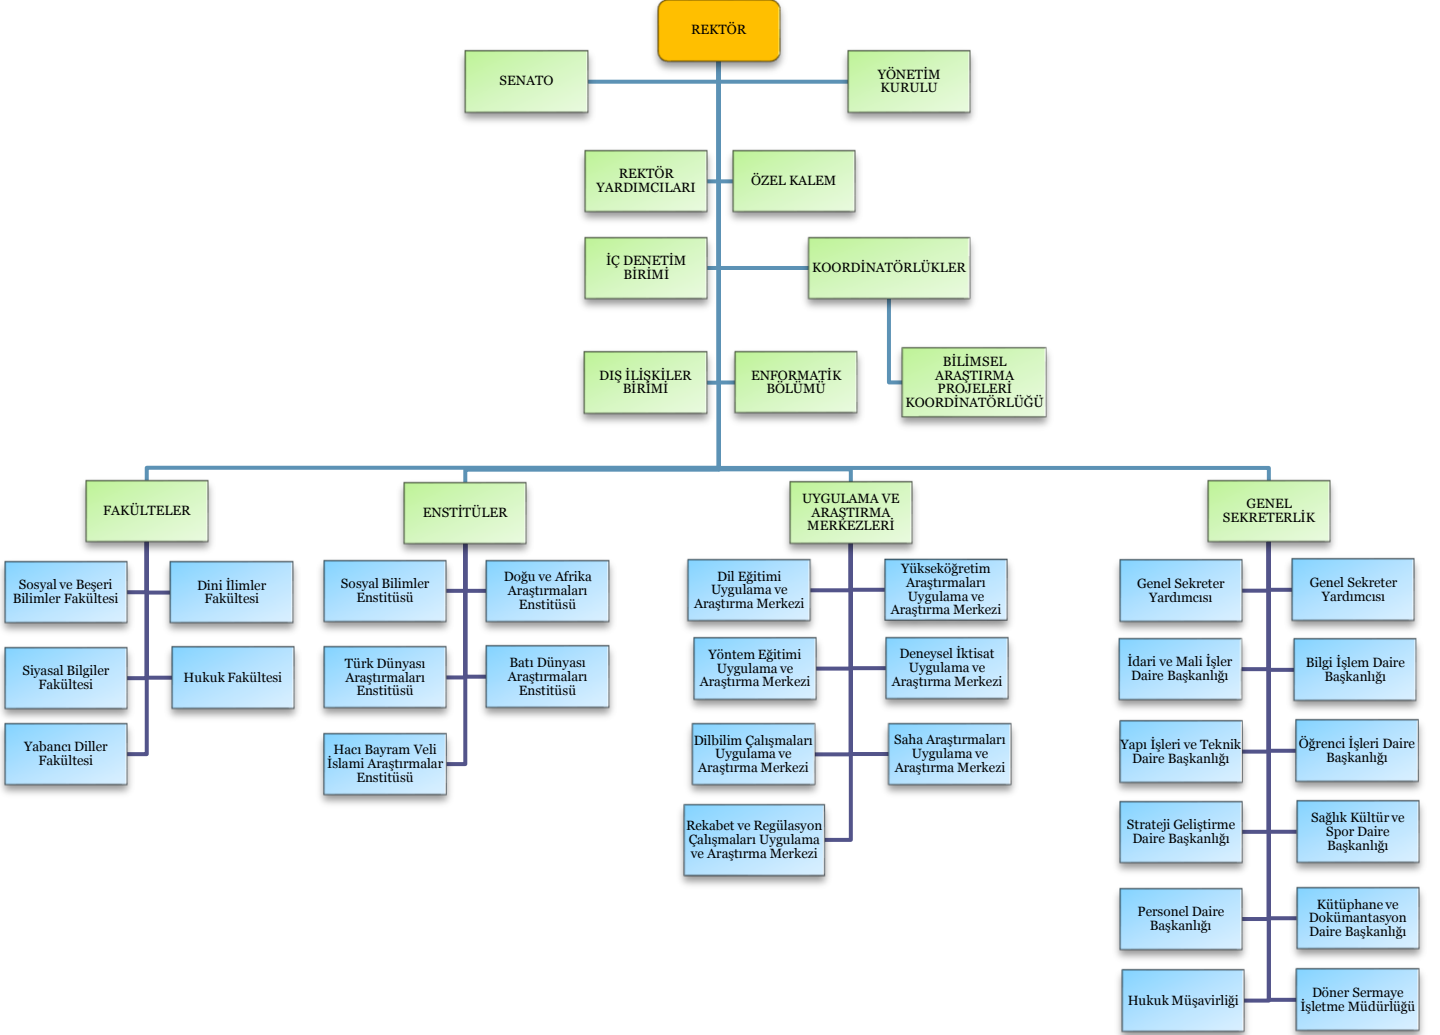 REKTÖR
SENATO
YÖNETİM
KURULU
REKTÖR
YARDIMCILARI
ÖZEL KALEM
İÇ DENETİM
BİRİMİ
KOORDİNATÖRLÜKLER
DIŞ İLİŞKİLER
BİRİMİ
ENFORMATİK
BÖLÜMÜ
BİLİMSEL
ARAŞTIRMA
PROJELERİ
KOORDİNATÖRLÜĞÜ
FAKÜLTELER
Sosyal ve Beşeri
Bilimler Fakültesi
Dini İlimler
Fakültesi
Siyasal Bilgiler
Fakültesi
Hukuk Fakültesi
Yabancı Diller
Fakültesi
ENSTİTÜLER
Sosyal Bilimler
Enstitüsü
Doğu ve Afrika
Araştırmaları
Enstitüsü
Türk Dünyası
Araştırmaları
Enstitüsü
Batı Dünyası
Araştırmaları
Enstitüsü
Hacı Bayram Veli
İslami Araştırmalar
Enstitüsü
UYGULAMA VE
ARAŞTIRMA
MERKEZLERİ
Dil Eğitimi
Uygulama ve
Araştırma Merkezi
Yükseköğretim
Araştırmaları
Uygulama ve
Araştırma Merkezi
Yöntem Eğitimi
Uygulama ve
Araştırma Merkezi
Deneysel İktisat
Uygulama ve
Araştırma Merkezi
Dilbilim Çalışmaları
Uygulama ve
Araştırma Merkezi
Saha Araştırmaları
Uygulama ve
Araştırma Merkezi
Rekabet ve Regülasyon
Çalışmaları Uygulama
ve Araştırma Merkezi
GENEL
SEKRETERLİK
Genel Sekreter
Yardımcısı
Genel Sekreter
Yardımcısı
İdari ve Mali İşler
Daire Başkanlığı
Bilgi İşlem Daire
Başkanlığı
Yapı İşleri ve Teknik
Daire Başkanlığı
Öğrenci İşleri Daire
Başkanlığı
Strateji Geliştirme
Daire Başkanlığı
Sağlık Kültür ve
Spor Daire
Başkanlığı
Personel Daire
Başkanlığı
Kütüphane ve
Dokümantasyon
Daire Başkanlığı
Hukuk Müşavirliği
Döner Sermaye
İşletme Müdürlüğü